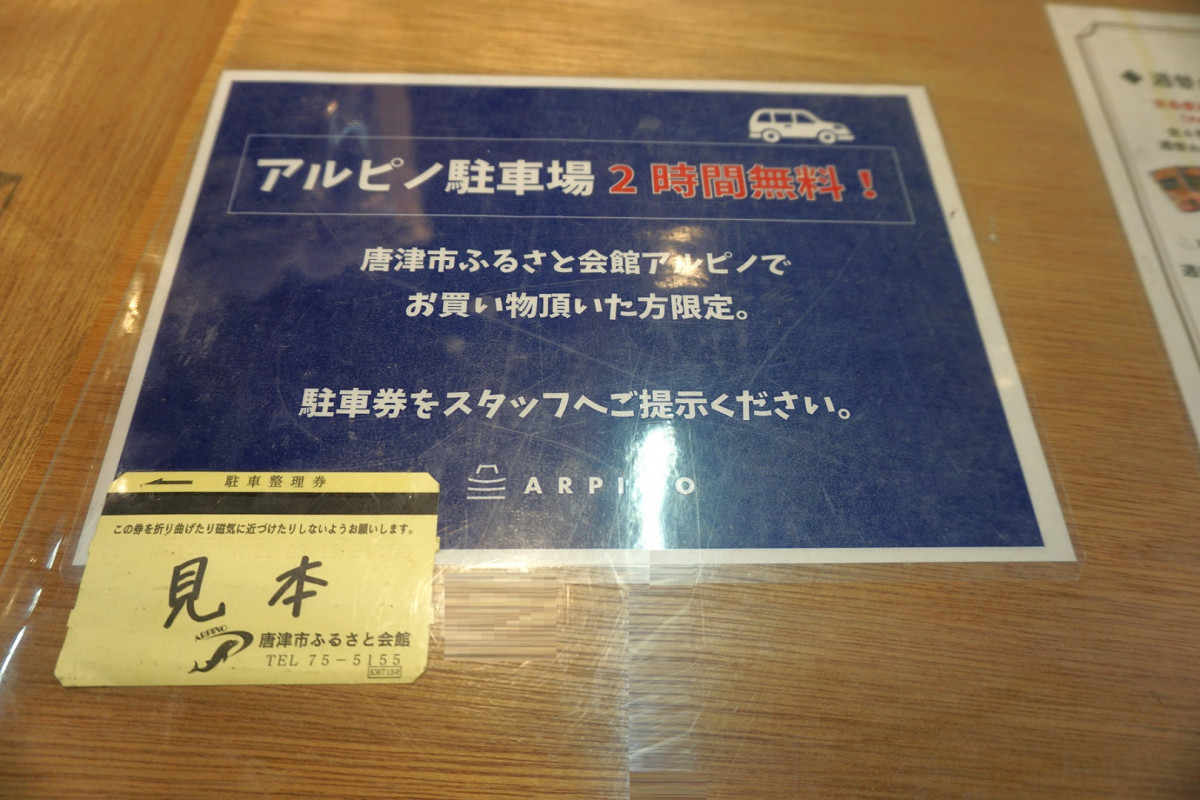 アルピノ駐車場 2時間無料！
唐津市ふるさと会館アルピノで
お買い物頂いた方限定。
駐車券をスタッフへご提示ください。
ARPINO
駐車整理券
この券を折り曲げたり磁気に近づけたりしないようお願いします。
見本
ARPINO
唐津市ふるさと会館
TEL 75-5155